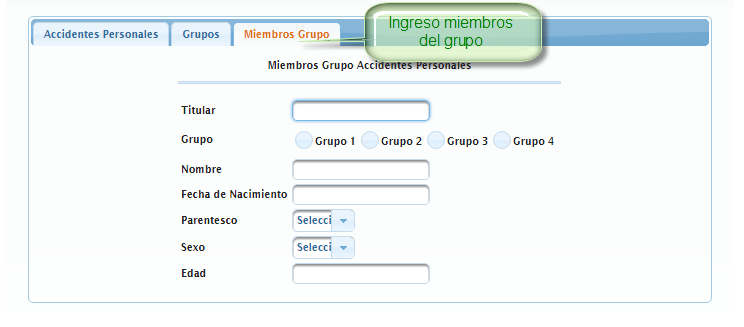 Accidentes Personales Grupos Miembros Grupo
Ingreso miembros
del grupo
Miembros Grupo Accidentes Personales
Titular
Grupo Grupo 1 Grupo 2 Grupo 3 Grupo 4
Nombre
Fecha de Nacimiento
Parentesco Selecci
Sexo Selecci
Edad